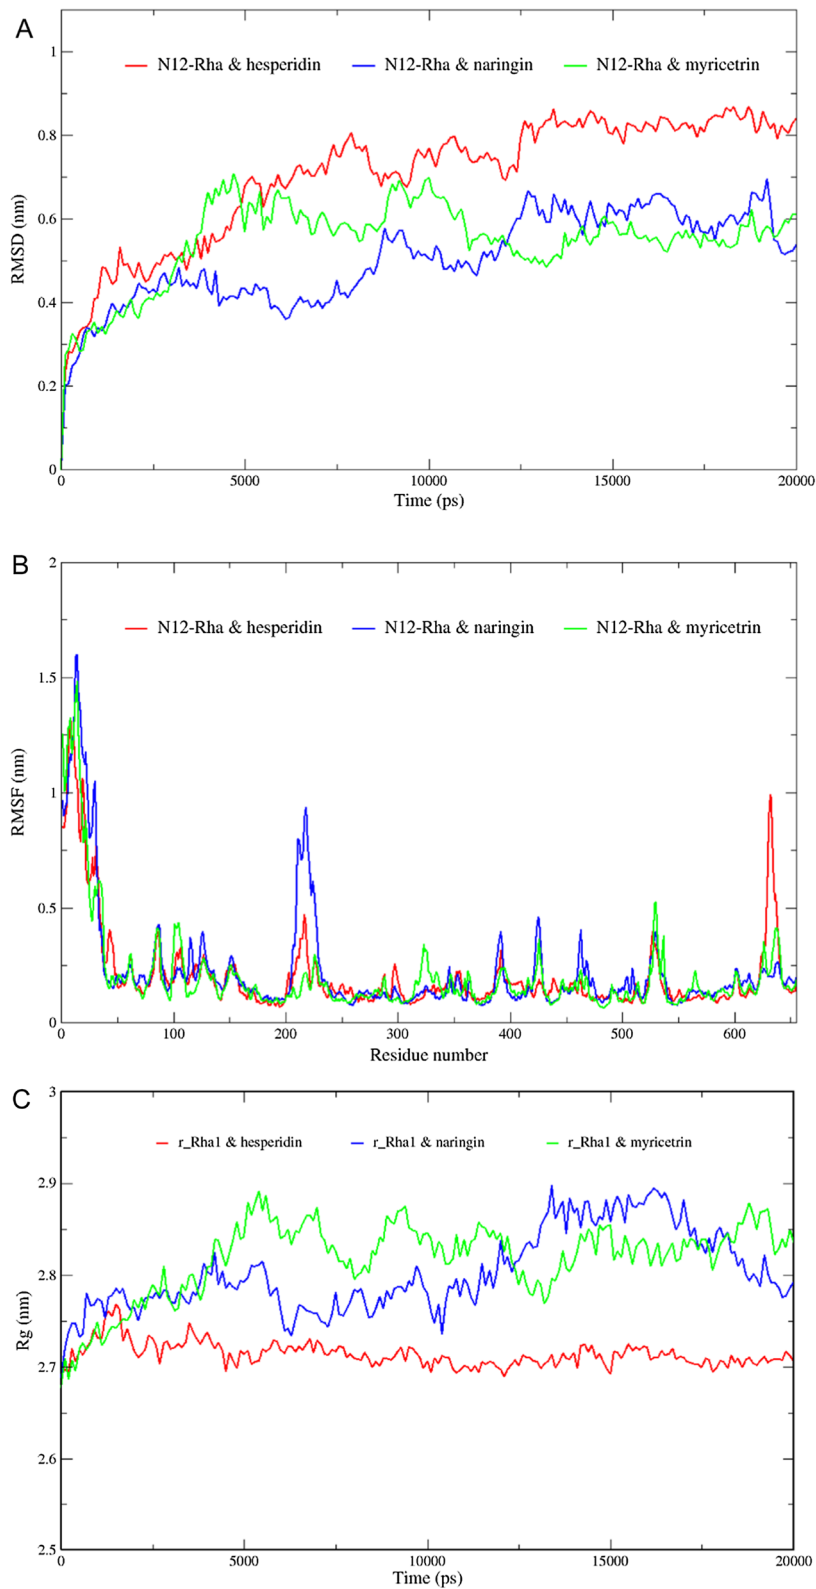 A
N12-Rha & hesperidin N12-Rha & naringin N12-Rha & myricetrin
1
0.8
0.6
0.4
0.2
0
RMSD (nm)
0 5000 10000 15000 20000
Time (ps)
B
N12-Rha & hesperidin N12-Rha & naringin N12-Rha & myricetrin
2
1.5
1
0.5
0
RMSF (nm)
0 100 200 300 400 500 600
Residue number
C
r_Rha1 & hesperidin r_Rha1 & naringin r_Rha1 & myricetrin
3
2.9
2.8
2.7
2.6
2.5
Rg (nm)
0 5000 10000 15000 20000
Time (ps)